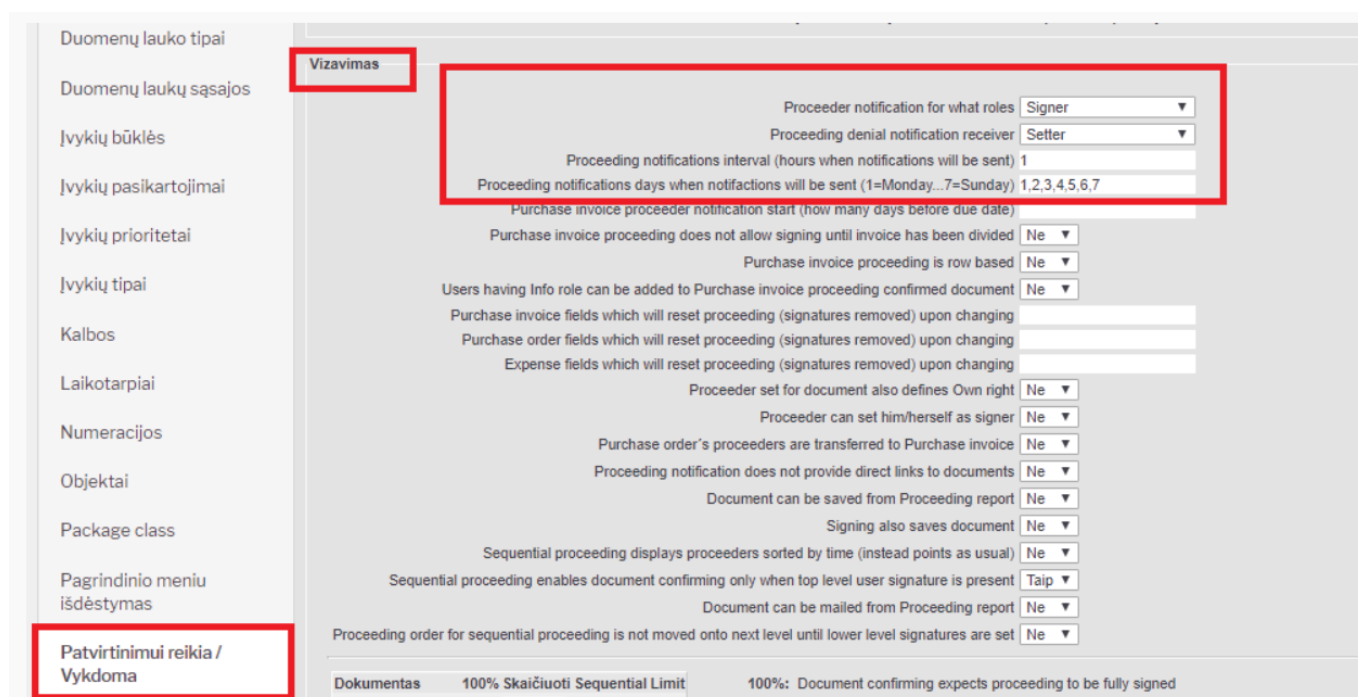 Duomenų lauko tipai
Duomenų laukų sąsajos
Įvykių būklės
Įvykių pasikartojimai
Įvykių prioritetai
Įvykių tipai
Kalbos
Laikotarpiai
Numeracijos
Objektai
Package class
Pagrindinio meniu
išdėstymas
Patvirtinimui reikia /
Vykdoma
Vizavimas
Proceeder notification for what roles Signer
Proceeding denial notification receiver Setter
Proceeding notifications interval (hours when notifications will be sent) 1
Proceeding notifications days when notifactions will be sent (1=Monday...7=Sunday) 1,2,3,4,5,6,7
Purchase invoice proceeder notification start (how many days before due date)
Purchase invoice proceeding does not allow signing until invoice has been divided Ne
Purchase invoice proceeding is row based Ne
Users having Info role can be added to Purchase invoice proceeding confirmed document Ne
Purchase invoice fields which will reset proceeding (signatures removed) upon changing
Purchase order fields which will reset proceeding (signatures removed) upon changing
Expense fields which will reset proceeding (signatures removed) upon changing
Proceeder set for document also defines Own right Ne
Proceeder can set him/herself as signer Ne
Purchase order´s proceeders are transferred to Purchase invoice Ne
Proceeding notification does not provide direct links to documents Ne
Document can be saved from Proceeding report Ne
Signing also saves document Ne
Sequential proceeding displays proceeders sorted by time (instead points as usual) Ne
Sequential proceeding enables document confirming only when top level user signature is present Taip
Document can be mailed from Proceeding report Ne
Proceeding order for sequential proceeding is not moved onto next level until lower level signatures are set Ne
Dokumentas 100% Skaičiuoti Sequential Limit 100%: Document confirming expects proceeding to be fully signed